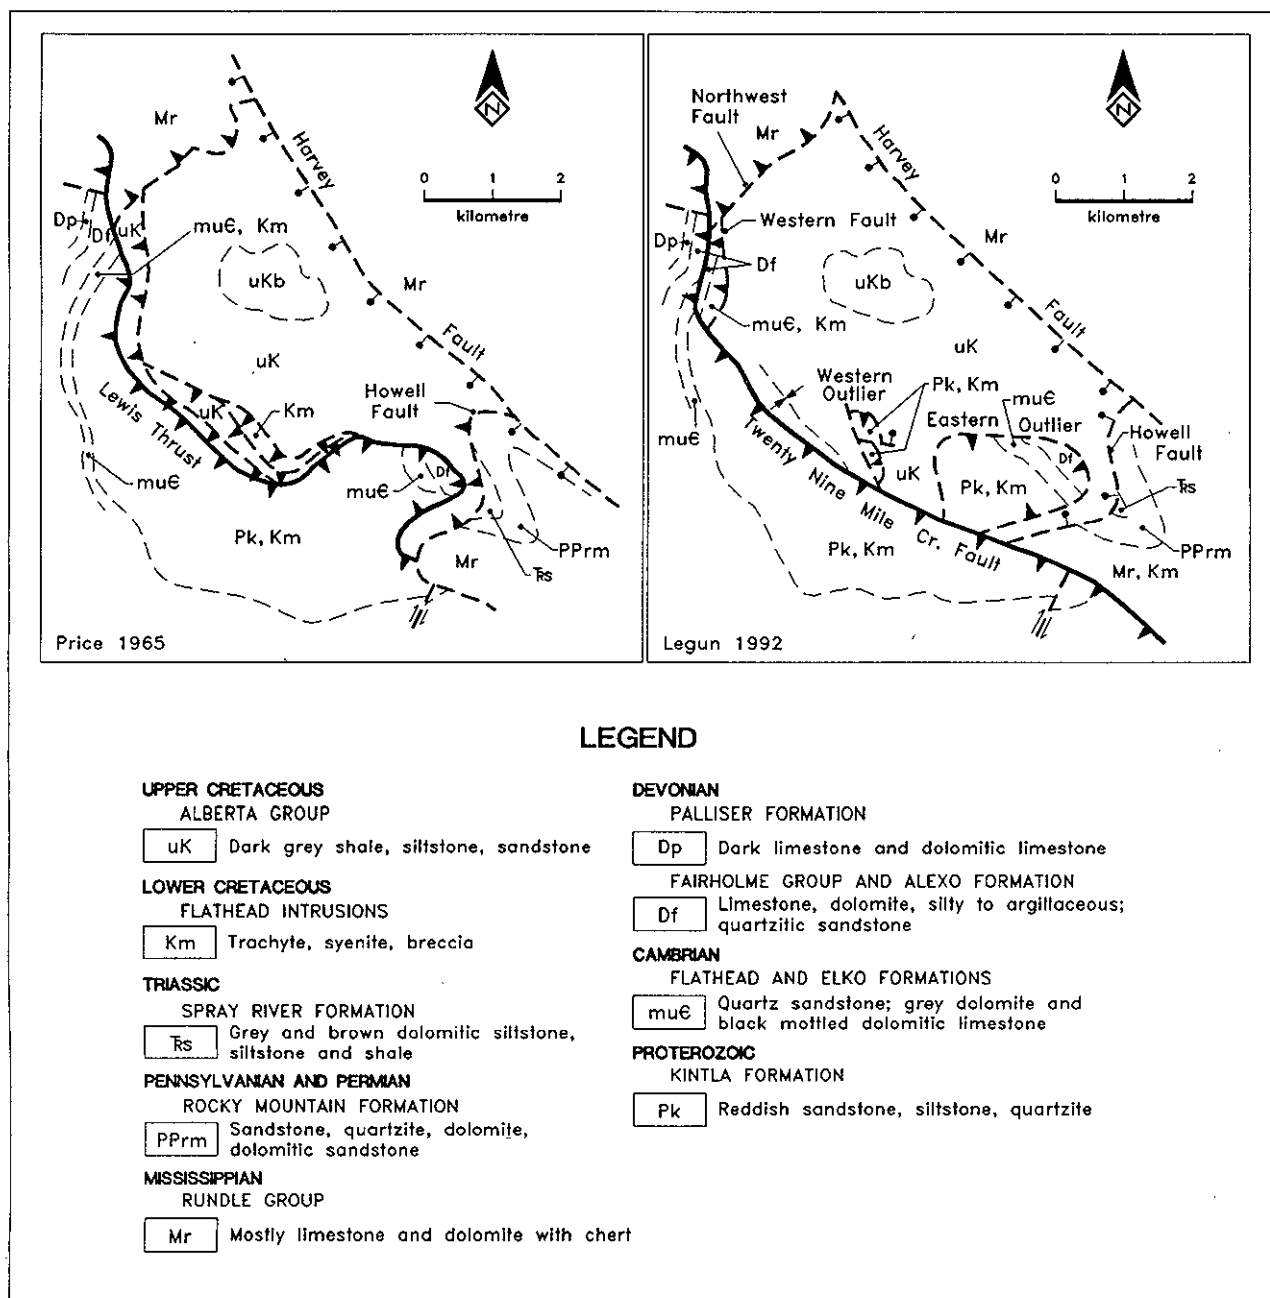 Mr
Harvey
N
0 1 2
kilometre
Dp
Df
uK
muЄ, Km
uKb
Mr
Fault
uK
Howell
Fault
Lewis Thrust
uK
Km
muЄ
Df
muЄ
Pk, Km
Mr
PPrm
Ŧs
Price 1965
Northwest
Fault
Mr
Harvey
N
0 1 2
kilometre
Western Fault
Dp
Df
Mr
uKb
muЄ, Km
Fault
uK
Western
Outlier
Pk, Km
muЄ
Eastern Outlier
Howell
Fault
muЄ
Df
uK
Pk, Km
Twenty Nine Mile Cr. Fault
Ŧs
Pk, Km
PPrm
Mr, Km
Legun 1992
LEGEND
UPPER CRETACEOUS
ALBERTA GROUP
uK Dark grey shale, siltstone, sandstone
LOWER CRETACEOUS
FLATHEAD INTRUSIONS
Km Trachyte, syenite, breccia
TRIASSIC
SPRAY RIVER FORMATION
Ŧs Grey and brown dolomitic siltstone,
siltstone and shale
PENNSYLVANIAN AND PERMIAN
ROCKY MOUNTAIN FORMATION
PPrm Sandstone, quartzite, dolomite,
dolomitic sandstone
MISSISSIPPIAN
RUNDLE GROUP
Mr Mostly limestone and dolomite with chert
DEVONIAN
PALLISER FORMATION
Dp Dark limestone and dolomitic limestone
FAIRHOLME GROUP AND ALEXO FORMATION
Df Limestone, dolomite, silty to argillaceous;
quartzitic sandstone
CAMBRIAN
FLATHEAD AND ELKO FORMATIONS
muЄ Quartz sandstone; grey dolomite and
black mottled dolomitic limestone
PROTEROZOIC
KINTLA FORMATION
Pk Reddish sandstone, siltstone, quartzite